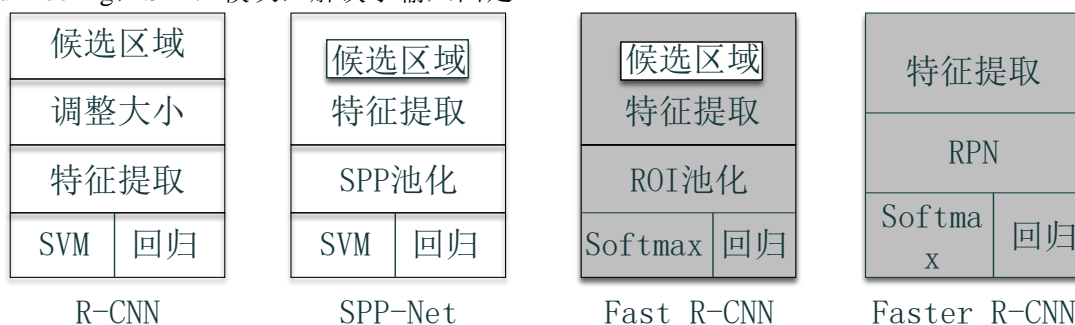 候选区域
调整大小
特征提取
SVM 回归
R-CNN
候选区域
特征提取
SPP池化
SVM 回归
SPP-Net
候选区域
特征提取
ROI池化
Softmax 回归
Fast R-CNN
特征提取
RPN
Softma
x
回归
Faster R-CNN